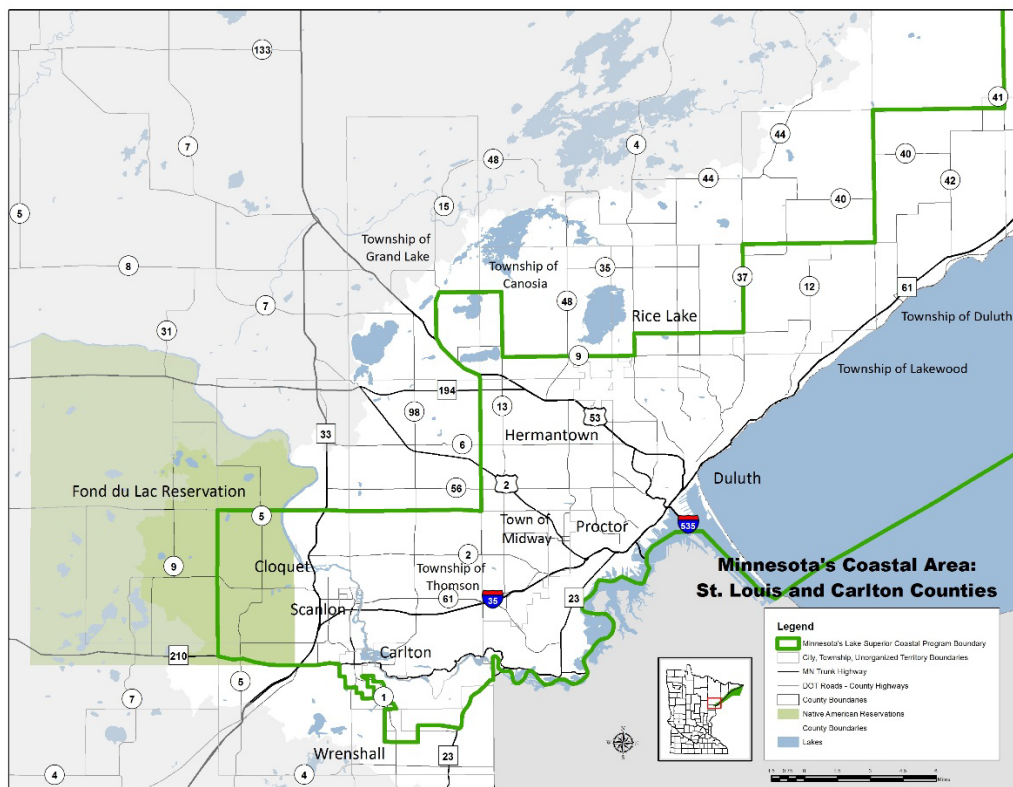 41
133
44
7
4
40
48
42
44
40
15
5
Township of
Grand Lake
Township of
Canosia
8
35
37
12
61
7
48
Rice Lake
Township of Duluth
31
9
Township of Lakewood
194
98
13
53
33
6
Hermantown
Duluth
Fond du Lac Reservation
56
2
5
Town of
Midway
Proctor
535
2
Cloquet
9
Township of
Thomson
Minnesota's Coastal Area:
St. Louis and Carlton Counties
61
35
23
Scanlon
Legend
Minnesota's Lake Superior Coastal Program Boundary
City, Township, Unorganized Territory Boundaries
MN Trunk Highway
DOT Roads - County Highways
County Boundaries
Native American Reservations
County Boundaries
Lakes
210
Carlton
5
7
1
Wrenshall
23
4
4